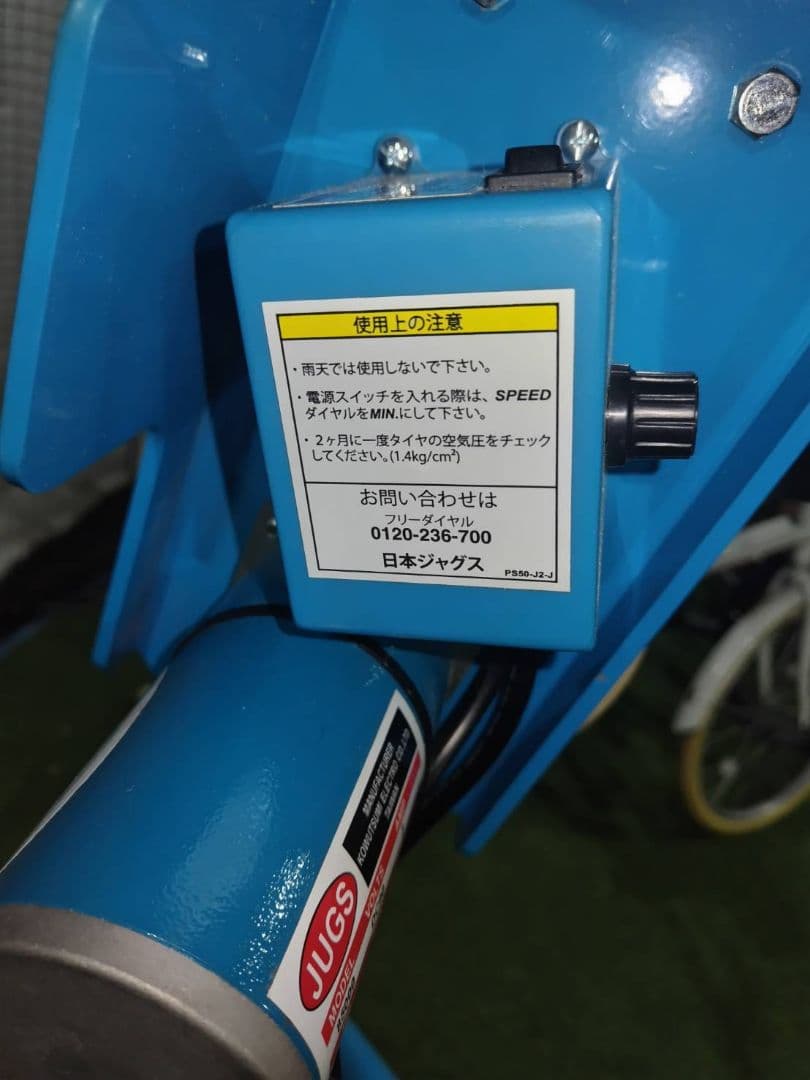 使用上の注意
・雨天では使用しないで下さい。
・電源スイッチを入れる際は、SPEED
ダイヤルをMIN.にして下さい。
・２ヶ月に一度タイヤの空気圧をチェック
してください。(1.4kg/cm²)
お問い合わせは
フリーダイヤル
0120-236-700
日本ジャグス
PS50-J2-J
MANUFACTURER
KOWUTSUMI ELECTRO CO.,LTD
TAIWAN
JUGS
MODEL
VOLTS